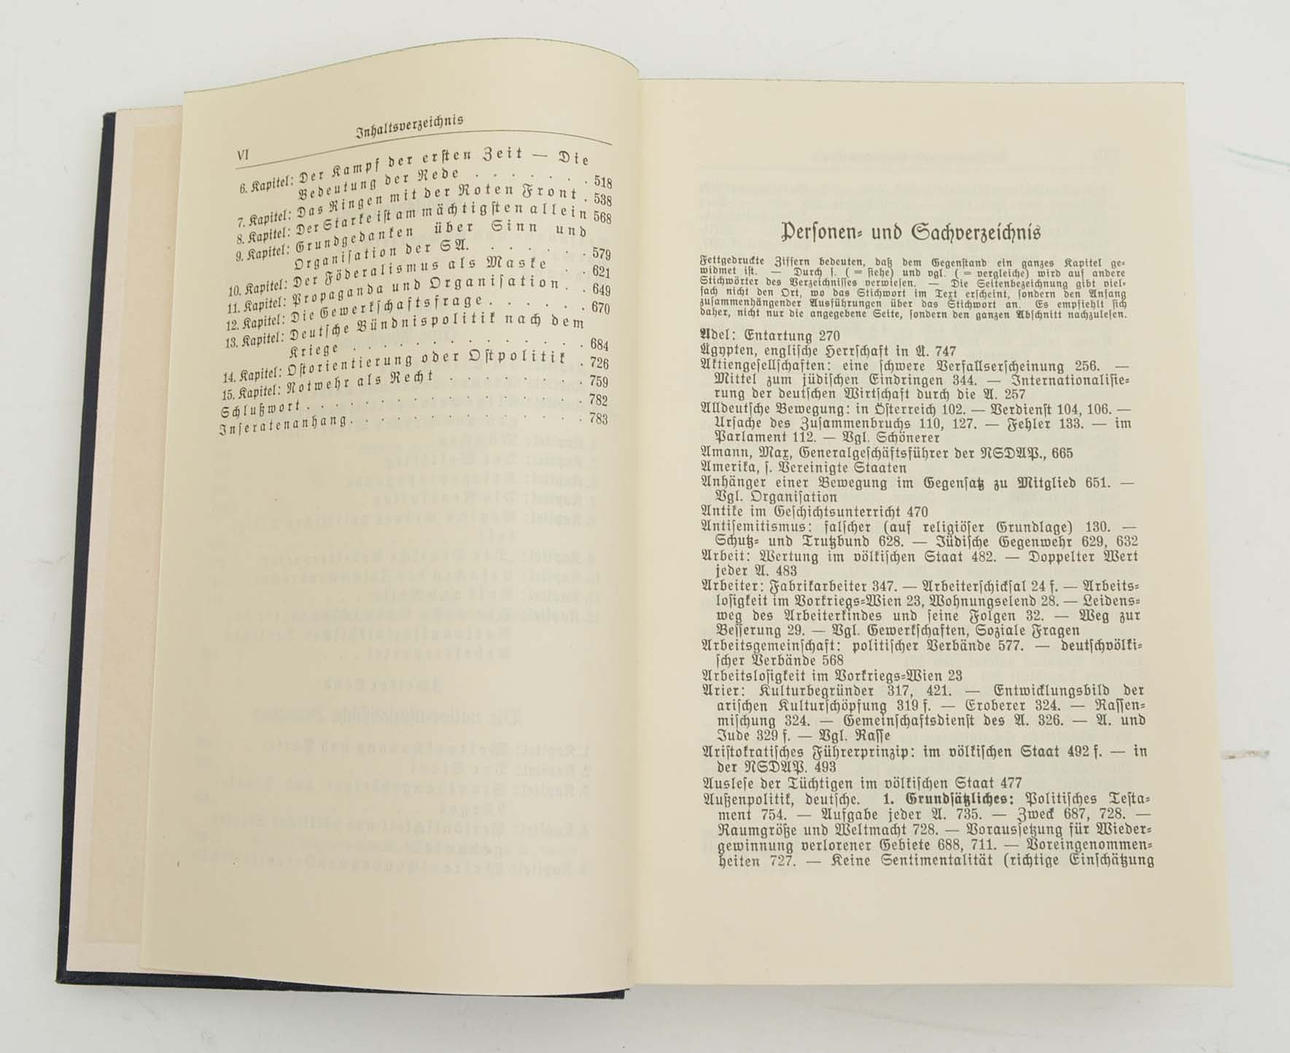 VI
Inhaltsverzeichnis
6. Kapitel: Der Kampf der ersten Zeit — Die
Bedeutung der Rede . . . . . . . 518
7. Kapitel: Das Ringen mit der Roten Front . 538
8. Kapitel: Der Starke ist am mächtigsten allein 568
9. Kapitel: Grundgedanken über Sinn und
Organisation der SA. . . . . . . 579
10. Kapitel: Der Föderalismus als Maske . . 621
11. Kapitel: Propaganda und Organisation . . 649
12. Kapitel: Die Gewerkschaftsfrage . . . . . . 670
13. Kapitel: Deutsche Bündnispolitik nach dem
Kriege . . . . . . . . . . . . . 684
14. Kapitel: Ostorientierung oder Ostpolitik . 726
15. Kapitel: Notwehr als Recht . . . . . . . . 759
Schlußwort . . . . . . . . . . . . . . . . 782
Inseratenanhang. . . . . . . . . . . . . . 783
Personen- und Sachverzeichnis
Fettgedruckte Ziffern bedeuten, daß dem Gegenstand ein ganzes Kapitel ge-
widmet ist. — Durch s. (= siehe) und vgl. (= vergleiche) wird auf andere
Stichwörter des Verzeichnisses verwiesen. — Die Seitenbezeichnung gibt viel-
fach nicht den Ort, wo das Stichwort im Text erscheint, sondern den Anfang
zusammenhängender Ausführungen über das Stichwort an. Es empfiehlt sich
daher, nicht nur die angegebene Seite, sondern den ganzen Abschnitt nachzulesen.
Adel: Entartung 270
Ägypten, englische Herrschaft in A. 747
Aktiengesellschaften: eine schwere Verfallserscheinung 256. —
Mittel zum jüdischen Eindringen 344. — Internationalisie-
rung der deutschen Wirtschaft durch die A. 257
Alldeutsche Bewegung: in Österreich 102. — Verdienst 104, 106. —
Ursache des Zusammenbruchs 110, 127. — Fehler 133. — im
Parlament 112. — Vgl. Schönerer
Amann, Max, Generalgeschäftsführer der NSDAP., 665
Amerika, s. Vereinigte Staaten
Anhänger einer Bewegung im Gegensatz zu Mitglied 651. —
Vgl. Organisation
Antike im Geschichtsunterricht 470
Antisemitismus: falscher (auf religiöser Grundlage) 130. —
Schutz- und Trutzbund 628. — Jüdische Gegenwehr 629, 632
Arbeit: Wertung im völkischen Staat 482. — Doppelter Wert
jeder A. 483
Arbeiter: Fabrikarbeiter 347. — Arbeiterschicksal 24 f. — Arbeits-
losigkeit im Vorkriegs-Wien 23, Wohnungselend 28. — Leidens-
weg des Arbeiterkindes und seine Folgen 32. — Weg zur
Besserung 29. — Vgl. Gewerkschaften, Soziale Fragen
Arbeitsgemeinschaft: politischer Verbände 577. — deutschvölki-
scher Verbände 568
Arbeitslosigkeit im Vorkriegs-Wien 23
Arier: Kulturbegründer 317, 421. — Entwicklungsbild der
arischen Kulturschöpfung 319 f. — Eroberer 324. — Rassen-
mischung 324. — Gemeinschaftsdienst des A. 326. — A. und
Jude 329 f. — Vgl. Rasse
Aristokratisches Führerprinzip: im völkischen Staat 492 f. — in
der NSDAP. 493
Auslese der Tüchtigen im völkischen Staat 477
Außenpolitik, deutsche. 1. Grundsätzliches: Politisches Testa-
ment 754. — Aufgabe jeder A. 735. — Zweck 687, 728. —
Raumgröße und Weltmacht 728. — Voraussetzung für Wieder-
gewinnung verlorener Gebiete 688, 711. — Voreingenommen-
heiten 727. — Keine Sentimentalität (richtige Einschätzung